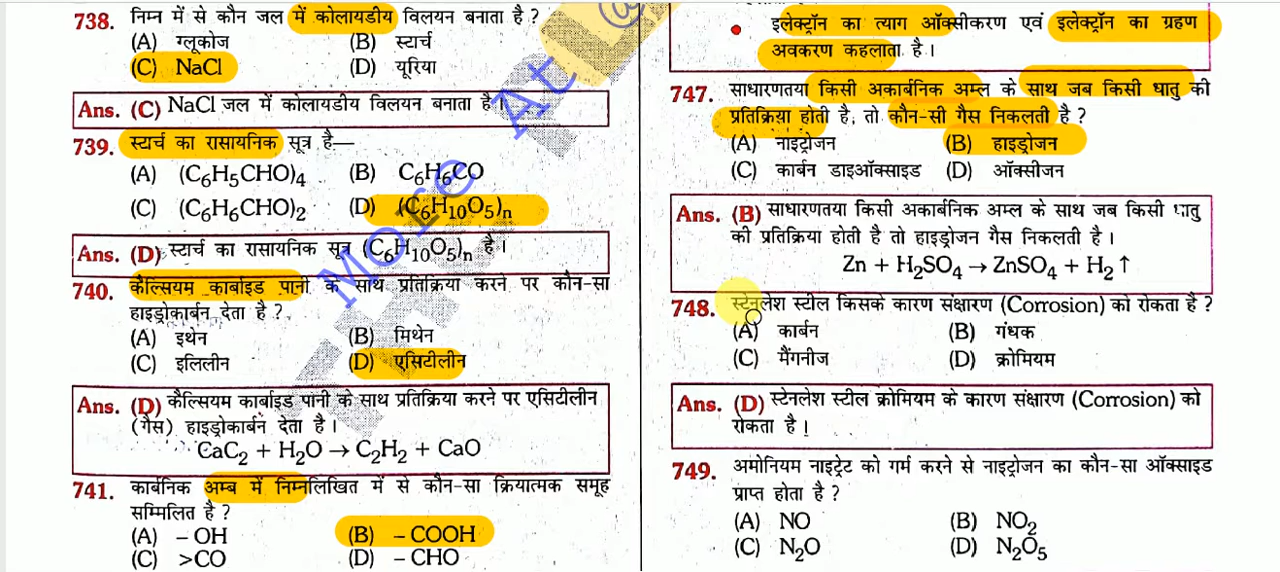 738. निम्न में से कौन जल में कोलायडीय विलयन बनाता है ?
(A) ग्लूकोज (B) स्टार्च
(C) NaCl (D) यूरिया
Ans. (C) NaCl जल में कोलायडीय विलयन बनाता है।
739. स्टार्च का रासायनिक सूत्र है—
(A) (C₆H₅CHO)₄ (B) C₆H₆CO
(C) (C₆H₆CHO)₂ (D) (C₆H₁₀O₅)ₙ
Ans. (D) स्टार्च का रासायनिक सूत्र (C₆H₁₀O₅)ₙ है।
740. कैल्सियम कार्बाइड पानी के साथ प्रतिक्रिया करने पर कौन-सा
हाइड्रोकार्बन देता है ?
(A) इथेन (B) मिथेन
(C) इलिलीन (D) एसिटीलीन
Ans. (D) कैल्सियम कार्बाइड पानी के साथ प्रतिक्रिया करने पर एसिटीलीन
(गैस) हाइड्रोकार्बन देता है।
CaC₂ + H₂O → C₂H₂ + CaO
741. कार्बनिक अम्ब में निम्नलिखित में से कौन-सा क्रियात्मक समूह
सम्मिलित है ?
(A) – OH (B) – COOH
(C) >CO (D) – CHO
• इलेक्ट्रॉन का त्याग ऑक्सीकरण एवं इलेक्ट्रॉन का ग्रहण
अवकरण कहलाता है।
747. साधारणतया किसी अकार्बनिक अम्ल के साथ जब किसी धातु की
प्रतिक्रिया होती है, तो कौन-सी गैस निकलती है ?
(A) नाइट्रोजन (B) हाइड्रोजन
(C) कार्बन डाइऑक्साइड (D) ऑक्सीजन
Ans. (B) साधारणतया किसी अकार्बनिक अम्ल के साथ जब किसी धातु
की प्रतिक्रिया होती है तो हाइड्रोजन गैस निकलती है।
Zn + H₂SO₄ → ZnSO₄ + H₂↑
748. स्टेनलेश स्टील किसके कारण संक्षारण (Corrosion) को रोकता है ?
(A) कार्बन (B) गंधक
(C) मैंगनीज (D) क्रोमियम
Ans. (D) स्टेनलेश स्टील क्रोमियम के कारण संक्षारण (Corrosion) को
रोकता है।
749. अमोनियम नाइट्रेट को गर्म करने से नाइट्रोजन का कौन-सा ऑक्साइड
प्राप्त होता है ?
(A) NO (B) NO₂
(C) N₂O (D) N₂O₅
More At @